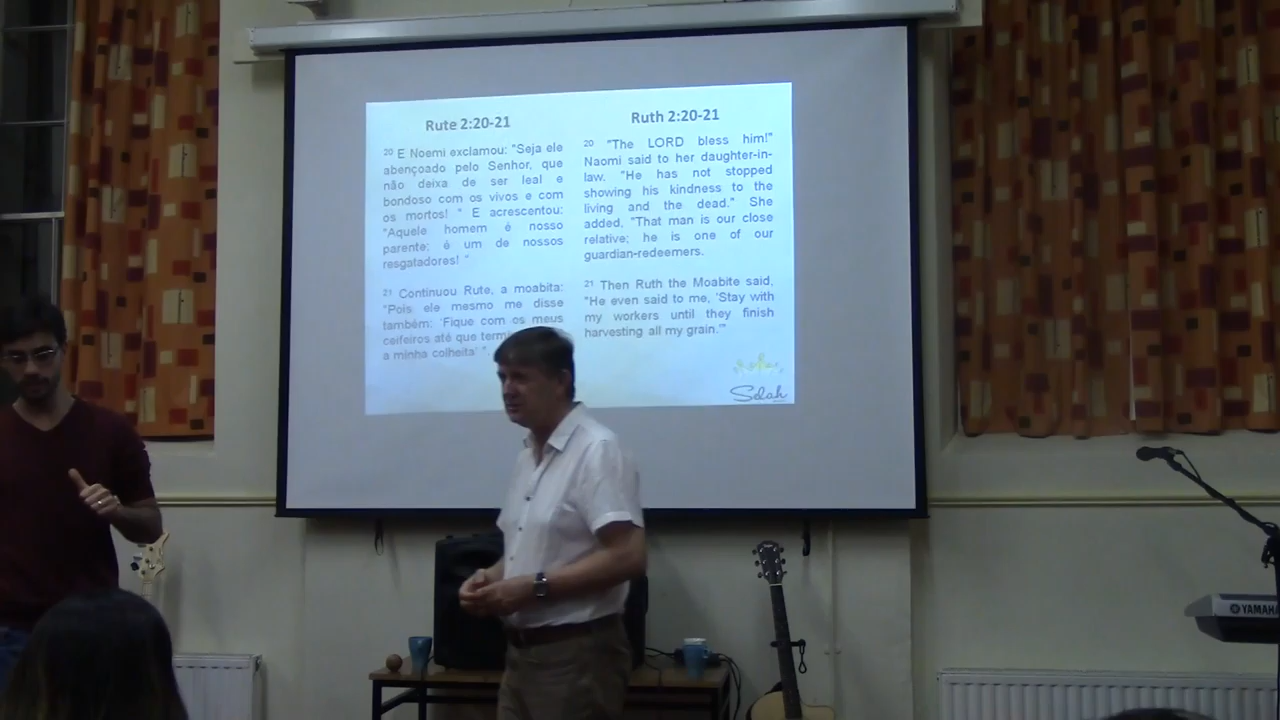 Rute 2:20-21
20 E Noemi exclamou: "Seja ele
abençoado pelo Senhor, que
não deixa de ser leal e
bondoso com os vivos e com
os mortos! " E acrescentou:
"Aquele homem é nosso
parente; é um de nossos
resgatadores! "
21 Continuou Rute, a moabita:
"Pois ele mesmo me disse
também: 'Fique com os meus
ceifeiros até que
a minha colheita' ".
Ruth 2:20-21
20 "The LORD bless him!"
Naomi said to her daughter-in-
law. "He has not stopped
showing his kindness to the
living and the dead." She
added, "That man is our close
relative; he is one of our
guardian-redeemers.
21 Then Ruth the Moabite said,
"He even said to me, 'Stay with
my workers until they finish
harvesting all my grain.'"
Selah
YAMAHA